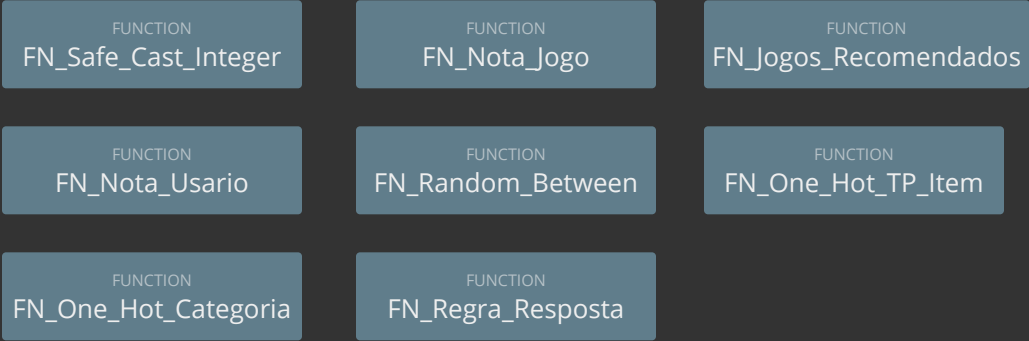 FUNCTION
FN_Safe_Cast_Integer
FUNCTION
FN_Nota_Jogo
FUNCTION
FN_Jogos_Recomendados
FUNCTION
FN_Nota_Usario
FUNCTION
FN_Random_Between
FUNCTION
FN_One_Hot_TP_Item
FUNCTION
FN_One_Hot_Categoria
FUNCTION
FN_Regra_Resposta